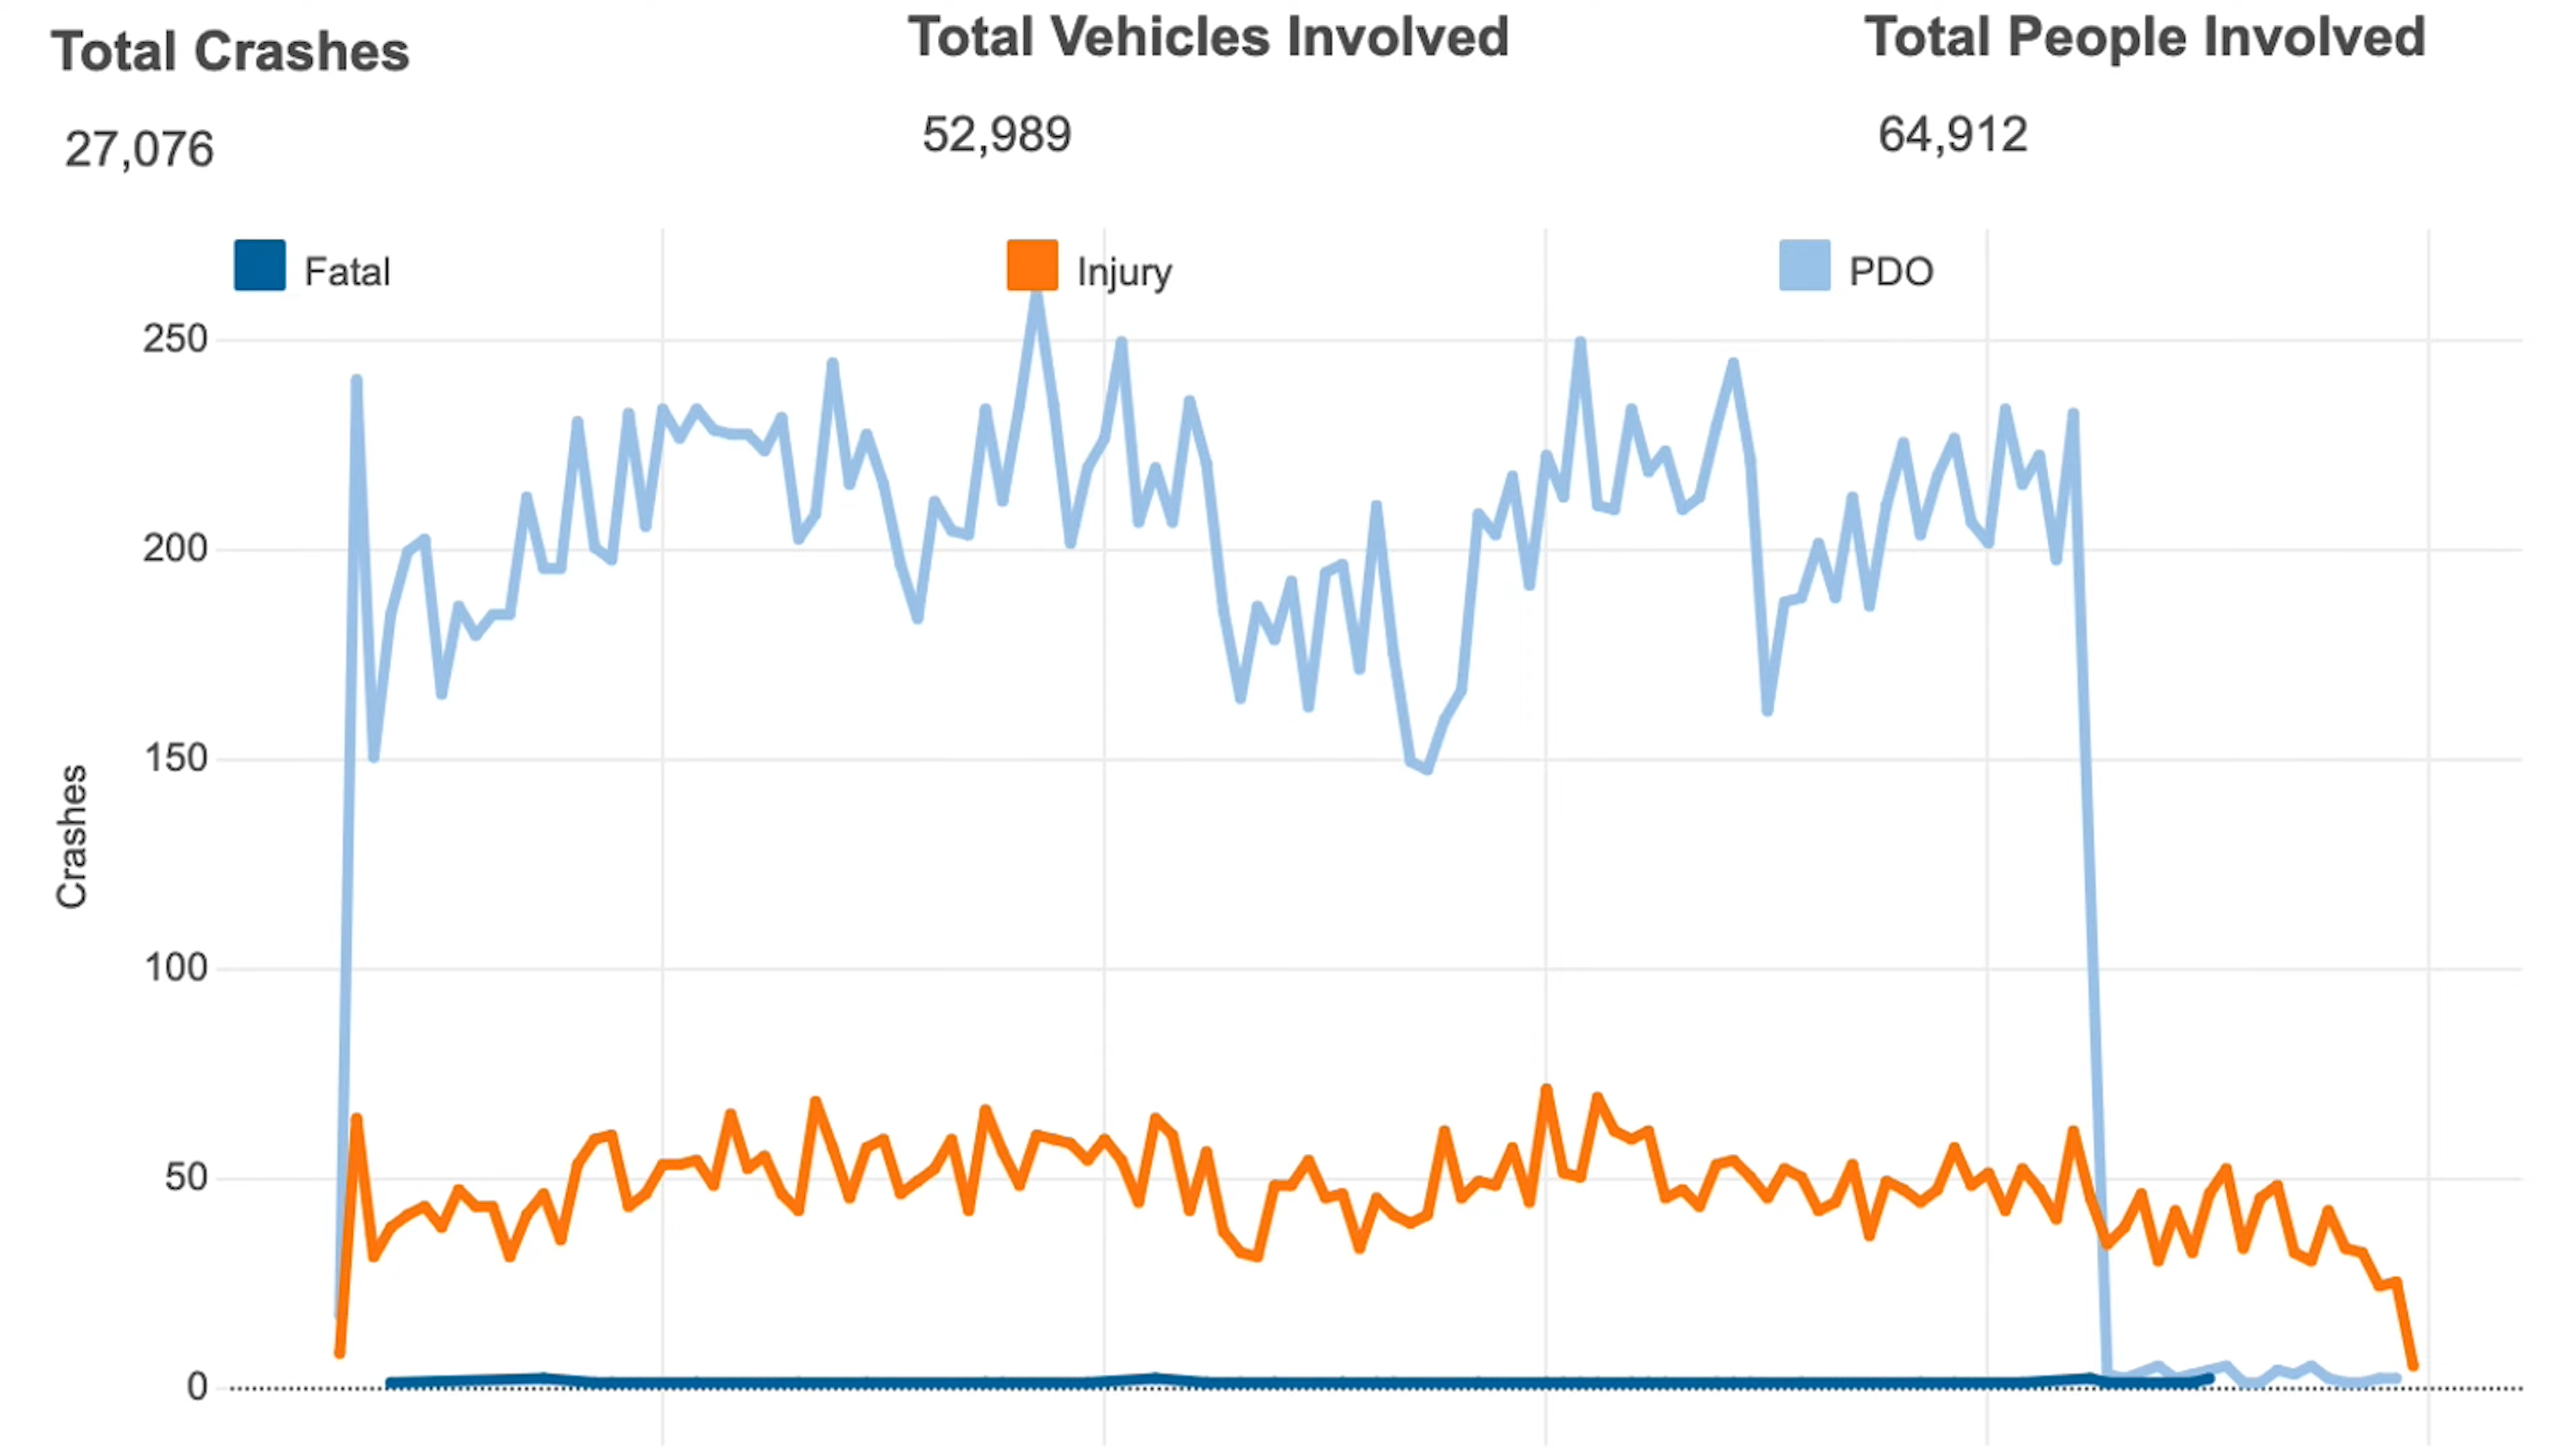 Total Crashes
Total Vehicles Involved
Total People Involved
27,076
52,989
64,912
Fatal
Injury
PDO
250
200
150
100
50
0
Crashes